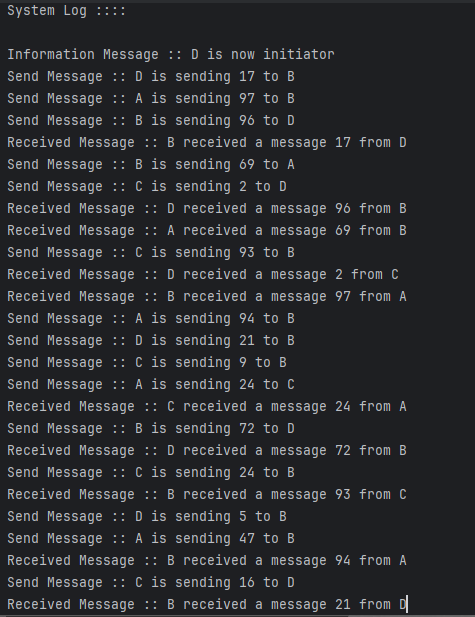 System Log ::::
Information Message :: D is now initiator
Send Message :: D is sending 17 to B
Send Message :: A is sending 97 to B
Send Message :: B is sending 96 to D
Received Message :: B received a message 17 from D
Send Message :: B is sending 69 to A
Send Message :: C is sending 2 to D
Received Message :: D received a message 96 from B
Received Message :: A received a message 69 from B
Send Message :: C is sending 93 to B
Received Message :: D received a message 2 from C
Received Message :: B received a message 97 from A
Send Message :: A is sending 94 to B
Send Message :: D is sending 21 to B
Send Message :: C is sending 9 to B
Send Message :: A is sending 24 to C
Received Message :: C received a message 24 from A
Send Message :: B is sending 72 to D
Received Message :: D received a message 72 from B
Send Message :: C is sending 24 to B
Received Message :: B received a message 93 from C
Send Message :: D is sending 5 to B
Send Message :: A is sending 47 to B
Received Message :: B received a message 94 from A
Send Message :: C is sending 16 to D
Received Message :: B received a message 21 from D